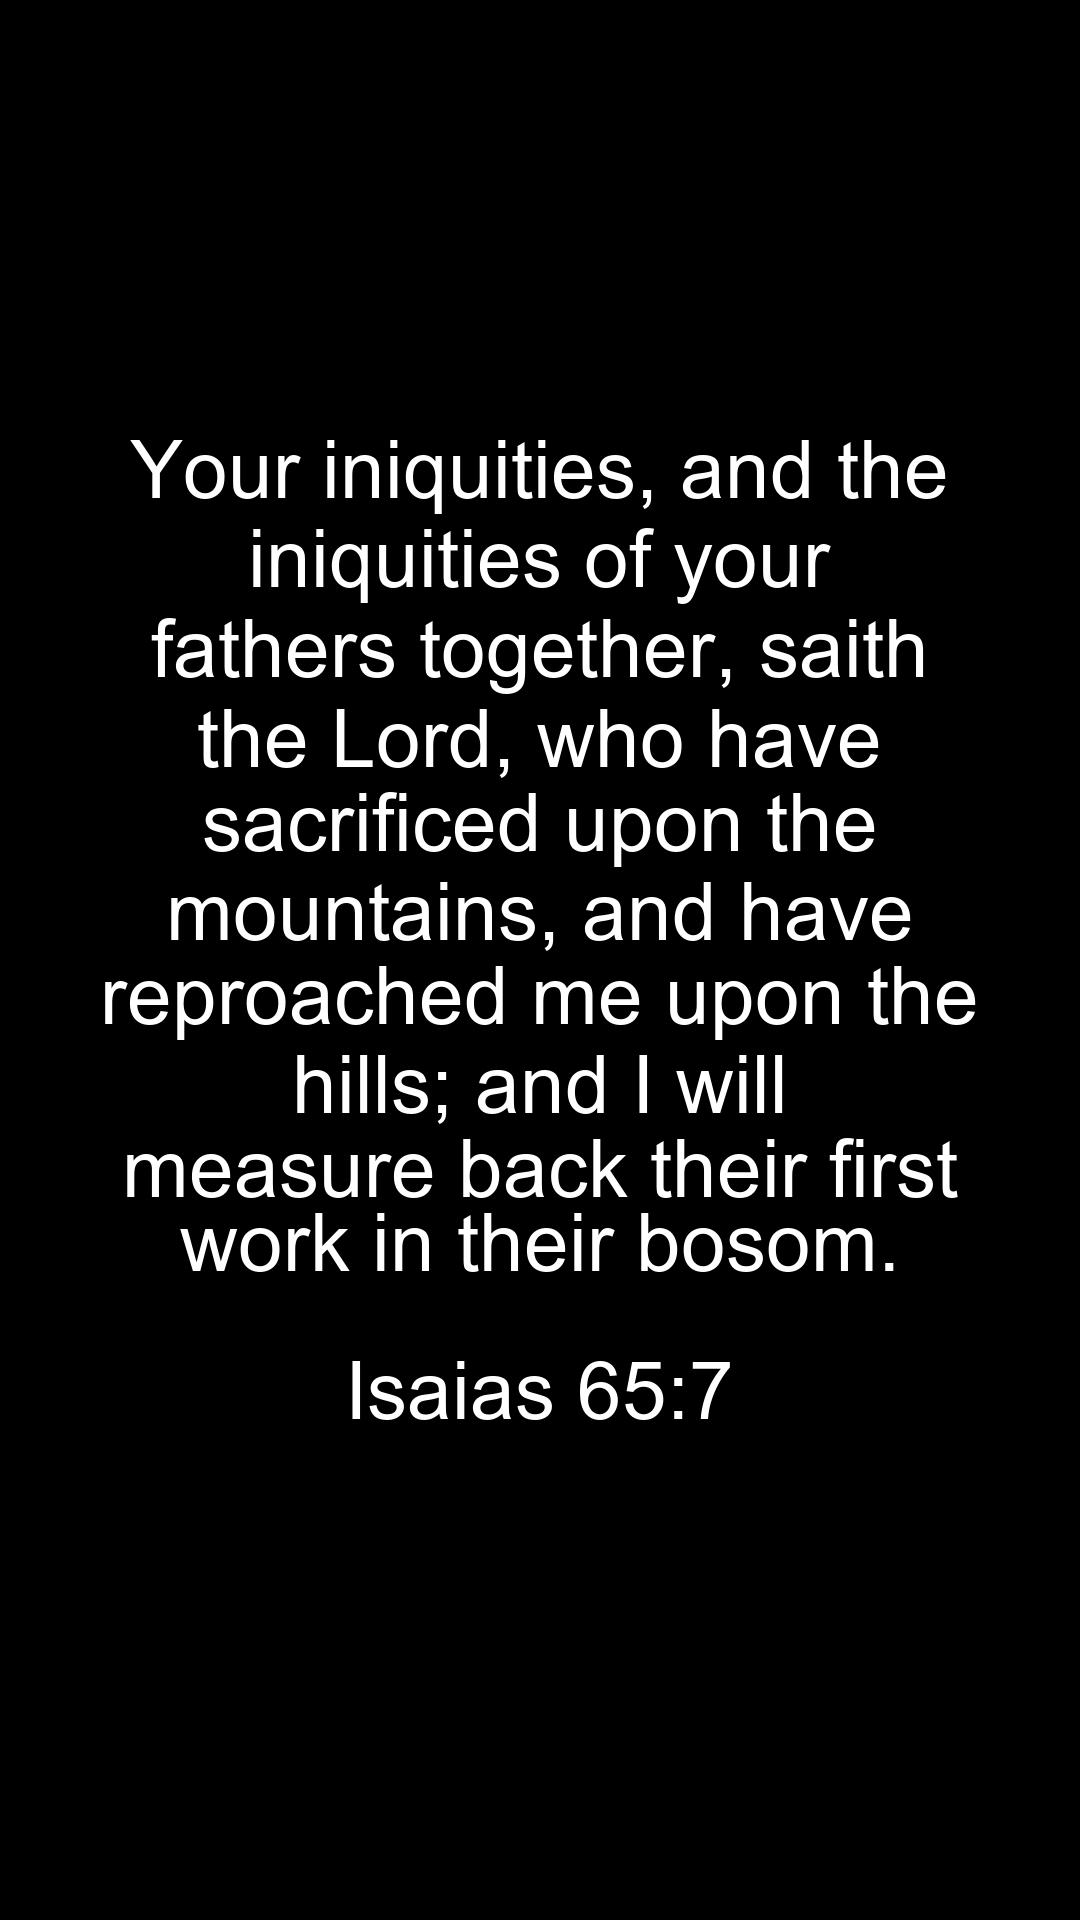 Your iniquities, and the
iniquities of your
fathers together, saith
the Lord, who have
sacrificed upon the
mountains, and have
reproached me upon the
hills; and I will
measure back their first
work in their bosom.
Isaias 65:7